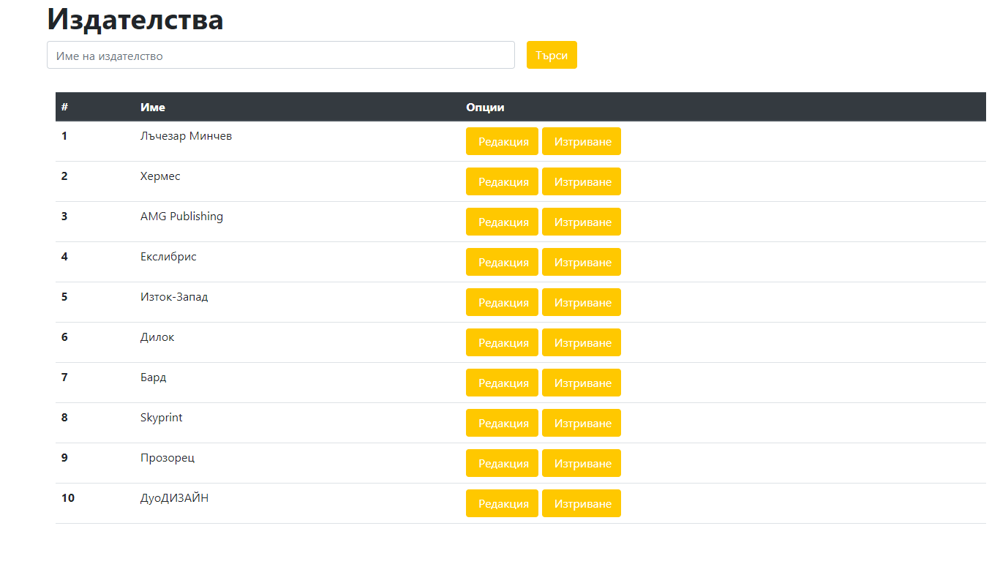 Издателства
Име на издателство Търси
# Име Опции
1 Лъчезар Минчев Редакция Изтриване
2 Хермес Редакция Изтриване
3 AMG Publishing Редакция Изтриване
4 Екслибрис Редакция Изтриване
5 Изток-Запад Редакция Изтриване
6 Дилок Редакция Изтриване
7 Бард Редакция Изтриване
8 Skyprint Редакция Изтриване
9 Прозорец Редакция Изтриване
10 ДуоДИЗАЙН Редакция Изтриване